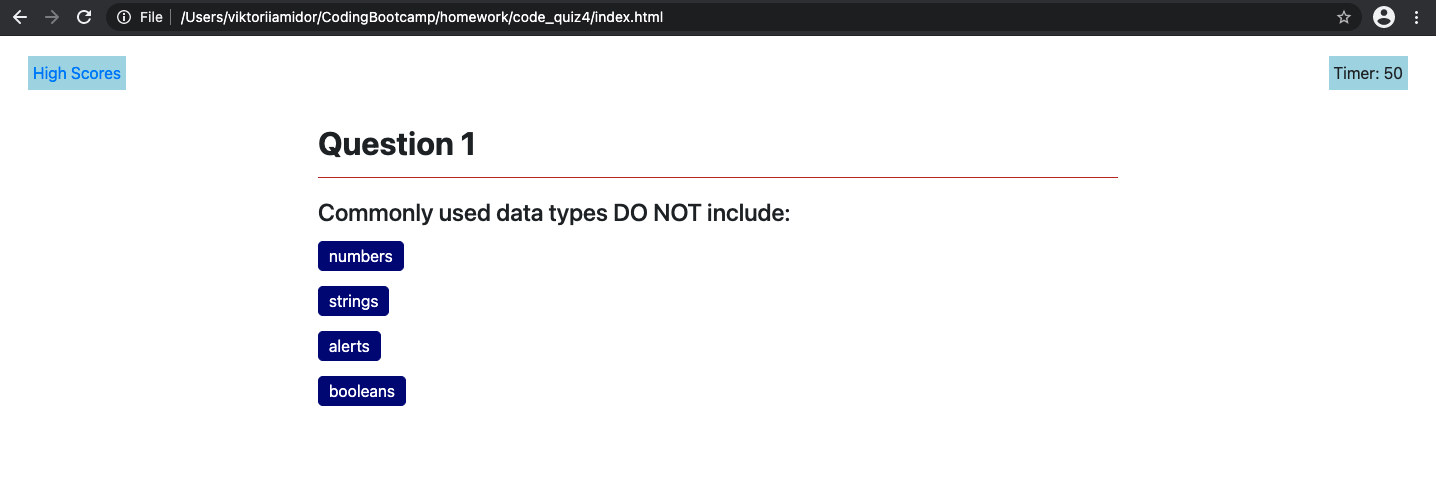 File /Users/viktoriiamidor/CodingBootcamp/homework/code_quiz4/index.html
High Scores
Timer: 50
Question 1
Commonly used data types DO NOT include:
numbers
strings
alerts
booleans